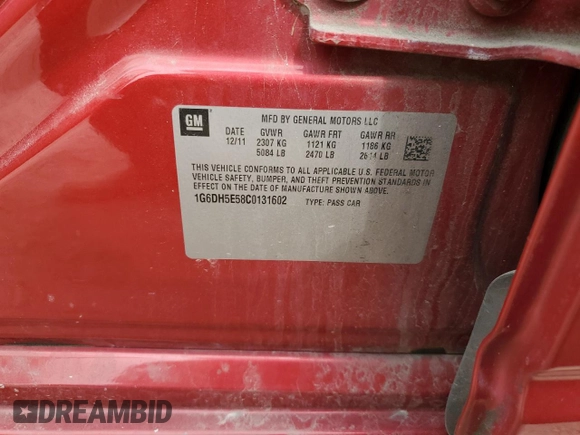 GM
MFD BY GENERAL MOTORS LLC
DATE GVWR GAWR FRT GAWR RR
12/11 2307 KG 1121 KG 1186 KG
5084 LB 2470 LB LB
THIS VEHICLE CONFORMS TO ALL APPLICABLE U.S. FEDERAL MOTOR
VEHICLE SAFETY, BUMPER, AND THEFT PREVENTION STANDARDS IN
EFFECT ON THE DATE OF MANUFACTURE SHOWN ABOVE.
1G6DH5E58C0131602 TYPE: PASS CAR
DREAMBID